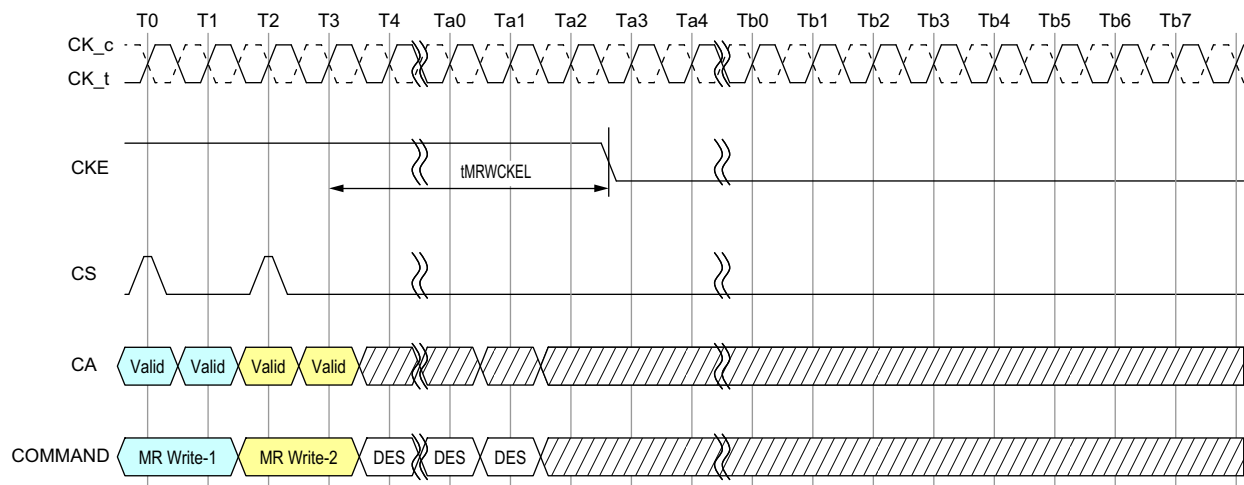 T0 T1 T2 T3 T4 Ta0 Ta1 Ta2 Ta3 Ta4 Tb0 Tb1 Tb2 Tb3 Tb4 Tb5 Tb6 Tb7
CK_c
CK_t
CKE
tMRWCKEL
CS
CA Valid Valid Valid Valid
COMMAND MR Write-1 MR Write-2 DES DES DES